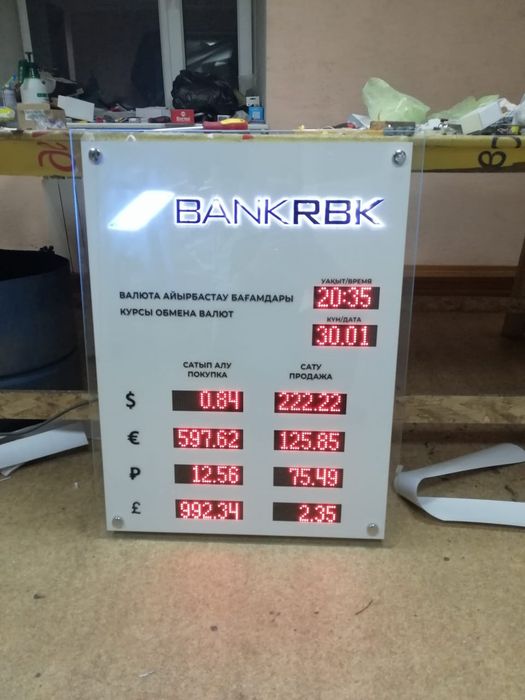 BANKRBK
УАҚЫТ/ВРЕМЯ
20:35
ВАЛЮТА АЙЫРБАСТАУ БАҒАМДАРЫ
КУРСЫ ОБМЕНА ВАЛЮТ
КҮН/ДАТА
30.01
САТЫП АЛУ САТУ
ПОКУПКА ПРОДАЖА
$ 0.84 222.22
€ 597.62 125.85
₽ 12.56 75.49
£ 992.34 2.35